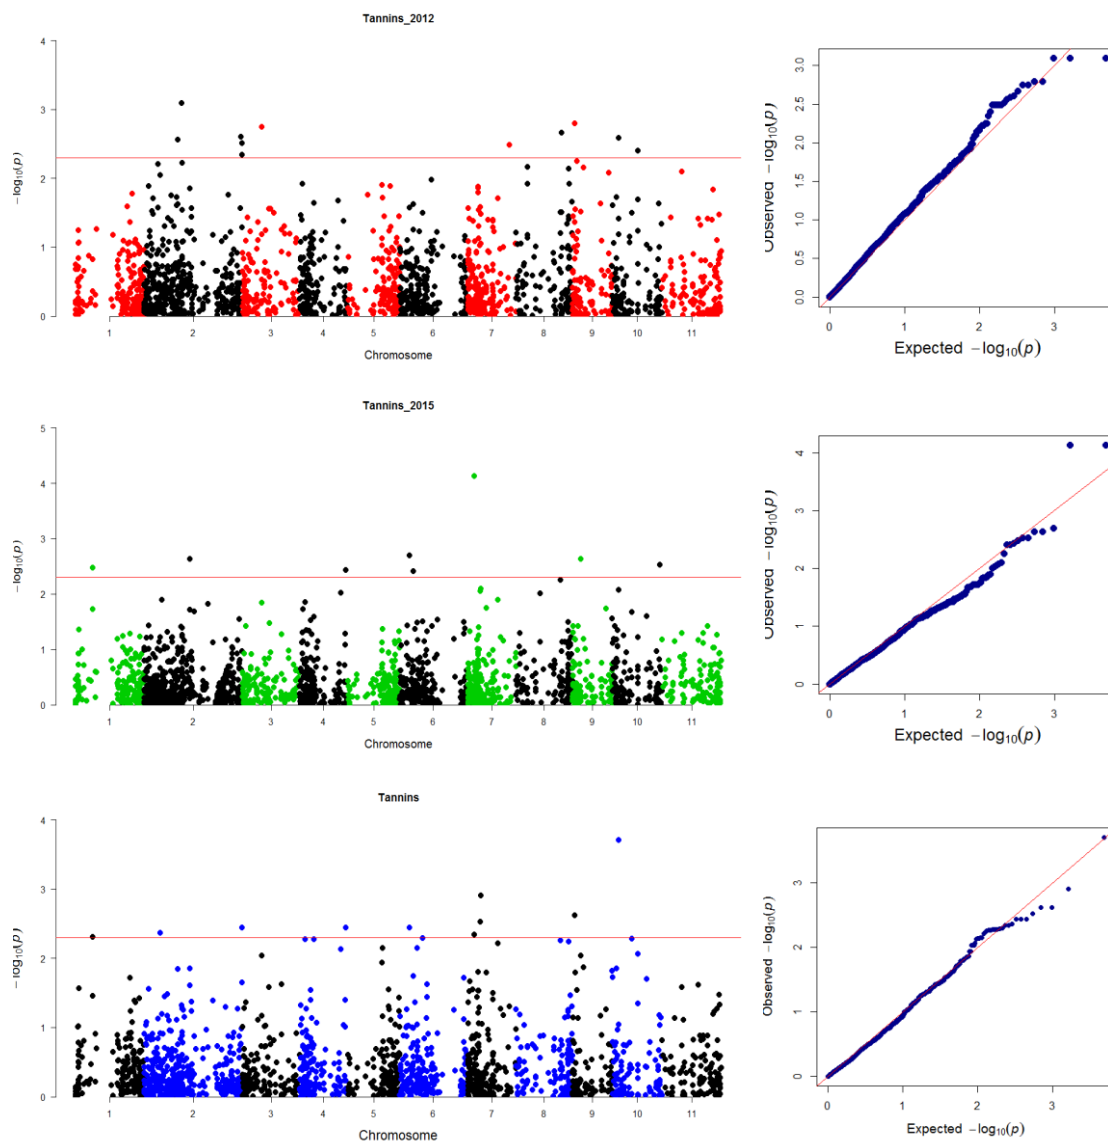 Tannins_2012
4
3
2
1
0
−log10(p)
1 2 3 4 5 6 7 8 9 10 11
Chromosome
3.0
2.5
2.0
1.5
1.0
0.5
0.0
Observed −log10(p)
0 1 2 3
Expected −log10(p)
Tannins_2015
5
4
3
2
1
0
−log10(p)
1 2 3 4 5 6 7 8 9 10 11
Chromosome
4
3
2
1
0
Observed −log10(p)
0 1 2 3
Expected −log10(p)
Tannins
4
3
2
1
0
−log10(p)
1 2 3 4 5 6 7 8 9 10 11
Chromosome
3
2
1
0
Observed −log10(p)
0 1 2 3
Expected −log10(p)